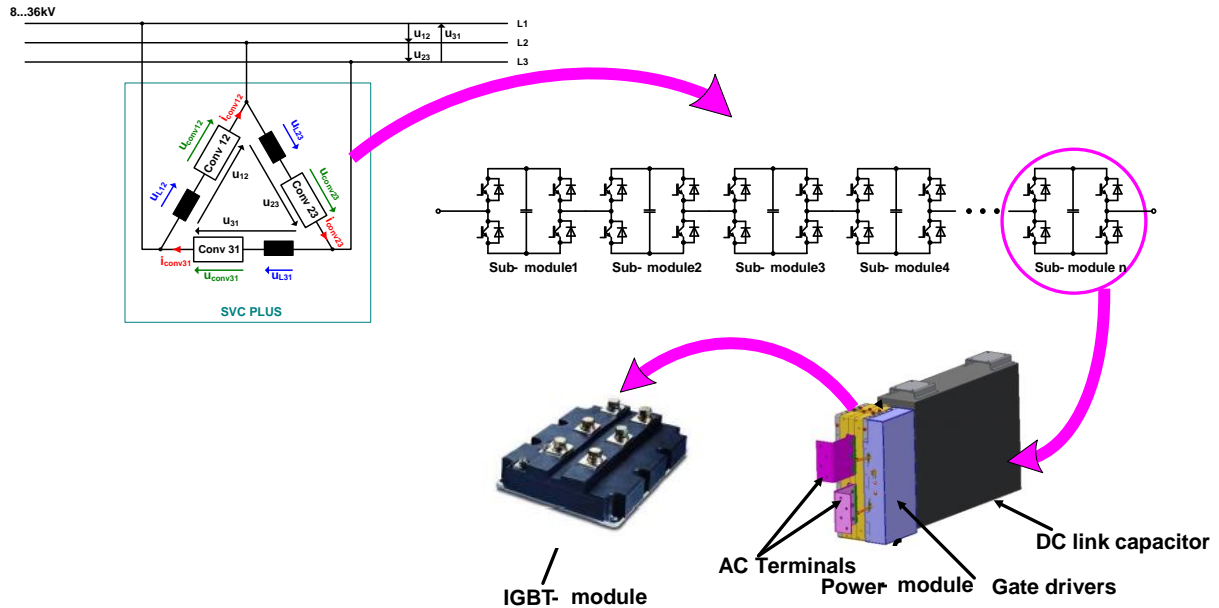 8...36kV
L1
u12 u31
L2
u23
L3
iconv12
uconv12
Conv 12
uL23
uL12
u12
uconv23
u23
Conv 23
u31
iconv23
Conv 31
iconv31
uconv31
uL31
SVC PLUS
Sub- module1
Sub- module2
Sub- module3
Sub- module4
Sub- module n
DC link capacitor
AC Terminals
Power- module
Gate drivers
IGBT- module